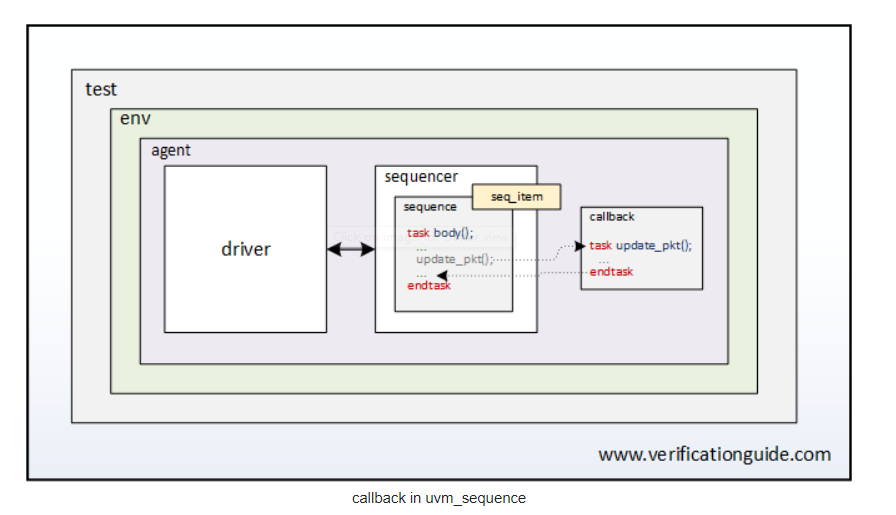 test
env
agent
driver
sequencer
seq_item
sequence
task body();
...
update_pkt();
...
endtask
callback
task update_pkt();
...
endtask
www.verificationguide.com
callback in uvm_sequence